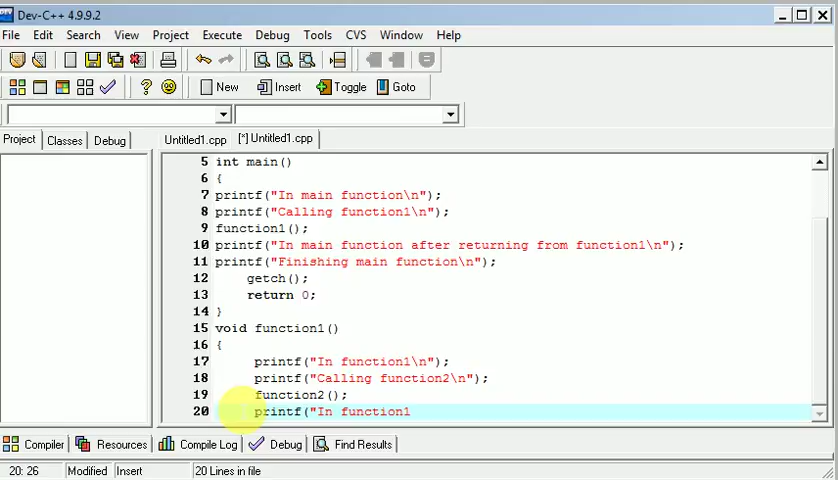 Dev-C++ 4.9.9.2
File Edit Search View Project Execute Debug Tools CVS Window Help
New Insert Toggle Goto
Project Classes Debug Untitled1.cpp [*] Untitled1.cpp
5 int main()
6 {
7 printf("In main function\n");
8 printf("Calling function1\n");
9 function1();
10 printf("In main function after returning from function1\n");
11 printf("Finishing main function\n");
12 getch();
13 return 0;
14 }
15 void function1()
16 {
17 printf("In function1\n");
18 printf("Calling function2\n");
19 function2();
20 printf("In function1
Compiler Resources Compile Log Debug Find Results
20: 26 Modified Insert 20 Lines in file